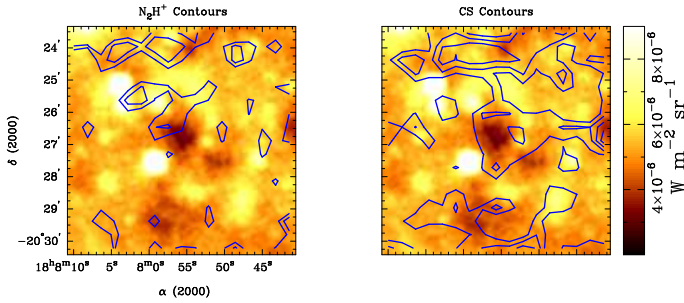 N₂H⁺ Contours
CS Contours
24′
25′
26′
27′
28′
29′
−20°30′
δ (2000)
18ʰ8ᵐ10ˢ 5ˢ 8ᵐ0ˢ 55ˢ 50ˢ 45ˢ
α (2000)
4×10⁻⁶ 6×10⁻⁶ 8×10⁻⁶
W m⁻² sr⁻¹